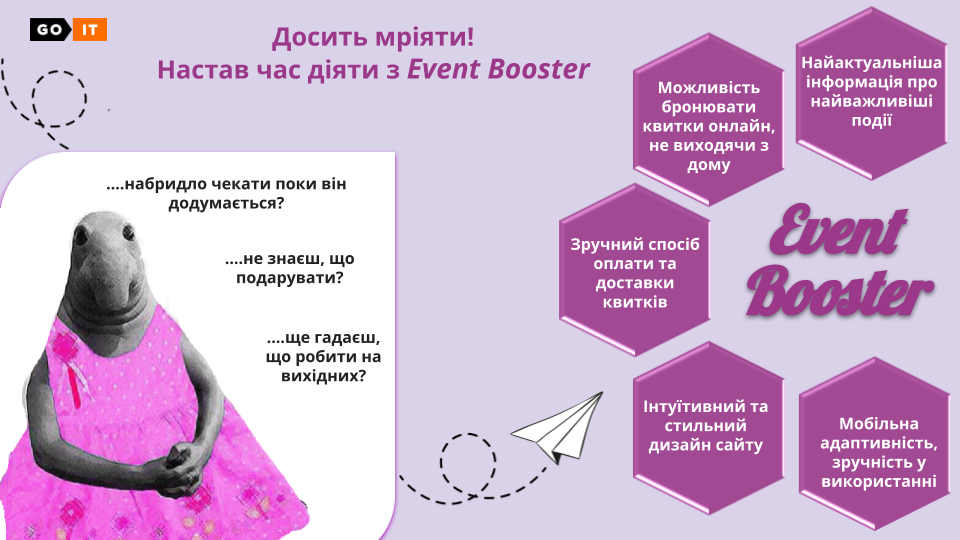 GO IT
Досить мріяти!
Настав час діяти з Event Booster
....набридло чекати поки він
додумається?
....не знаєш, що
подарувати?
....ще гадаєш,
що робити на
вихідних?
Можливість
бронювати
квитки онлайн,
не виходячи з
дому
Найактуальніша
інформація про
найважливіші
події
Зручний спосіб
оплати та
доставки
квитків
Event
Booster
Інтуїтивний та
стильний
дизайн сайту
Мобільна
адаптивність,
зручність у
використанні